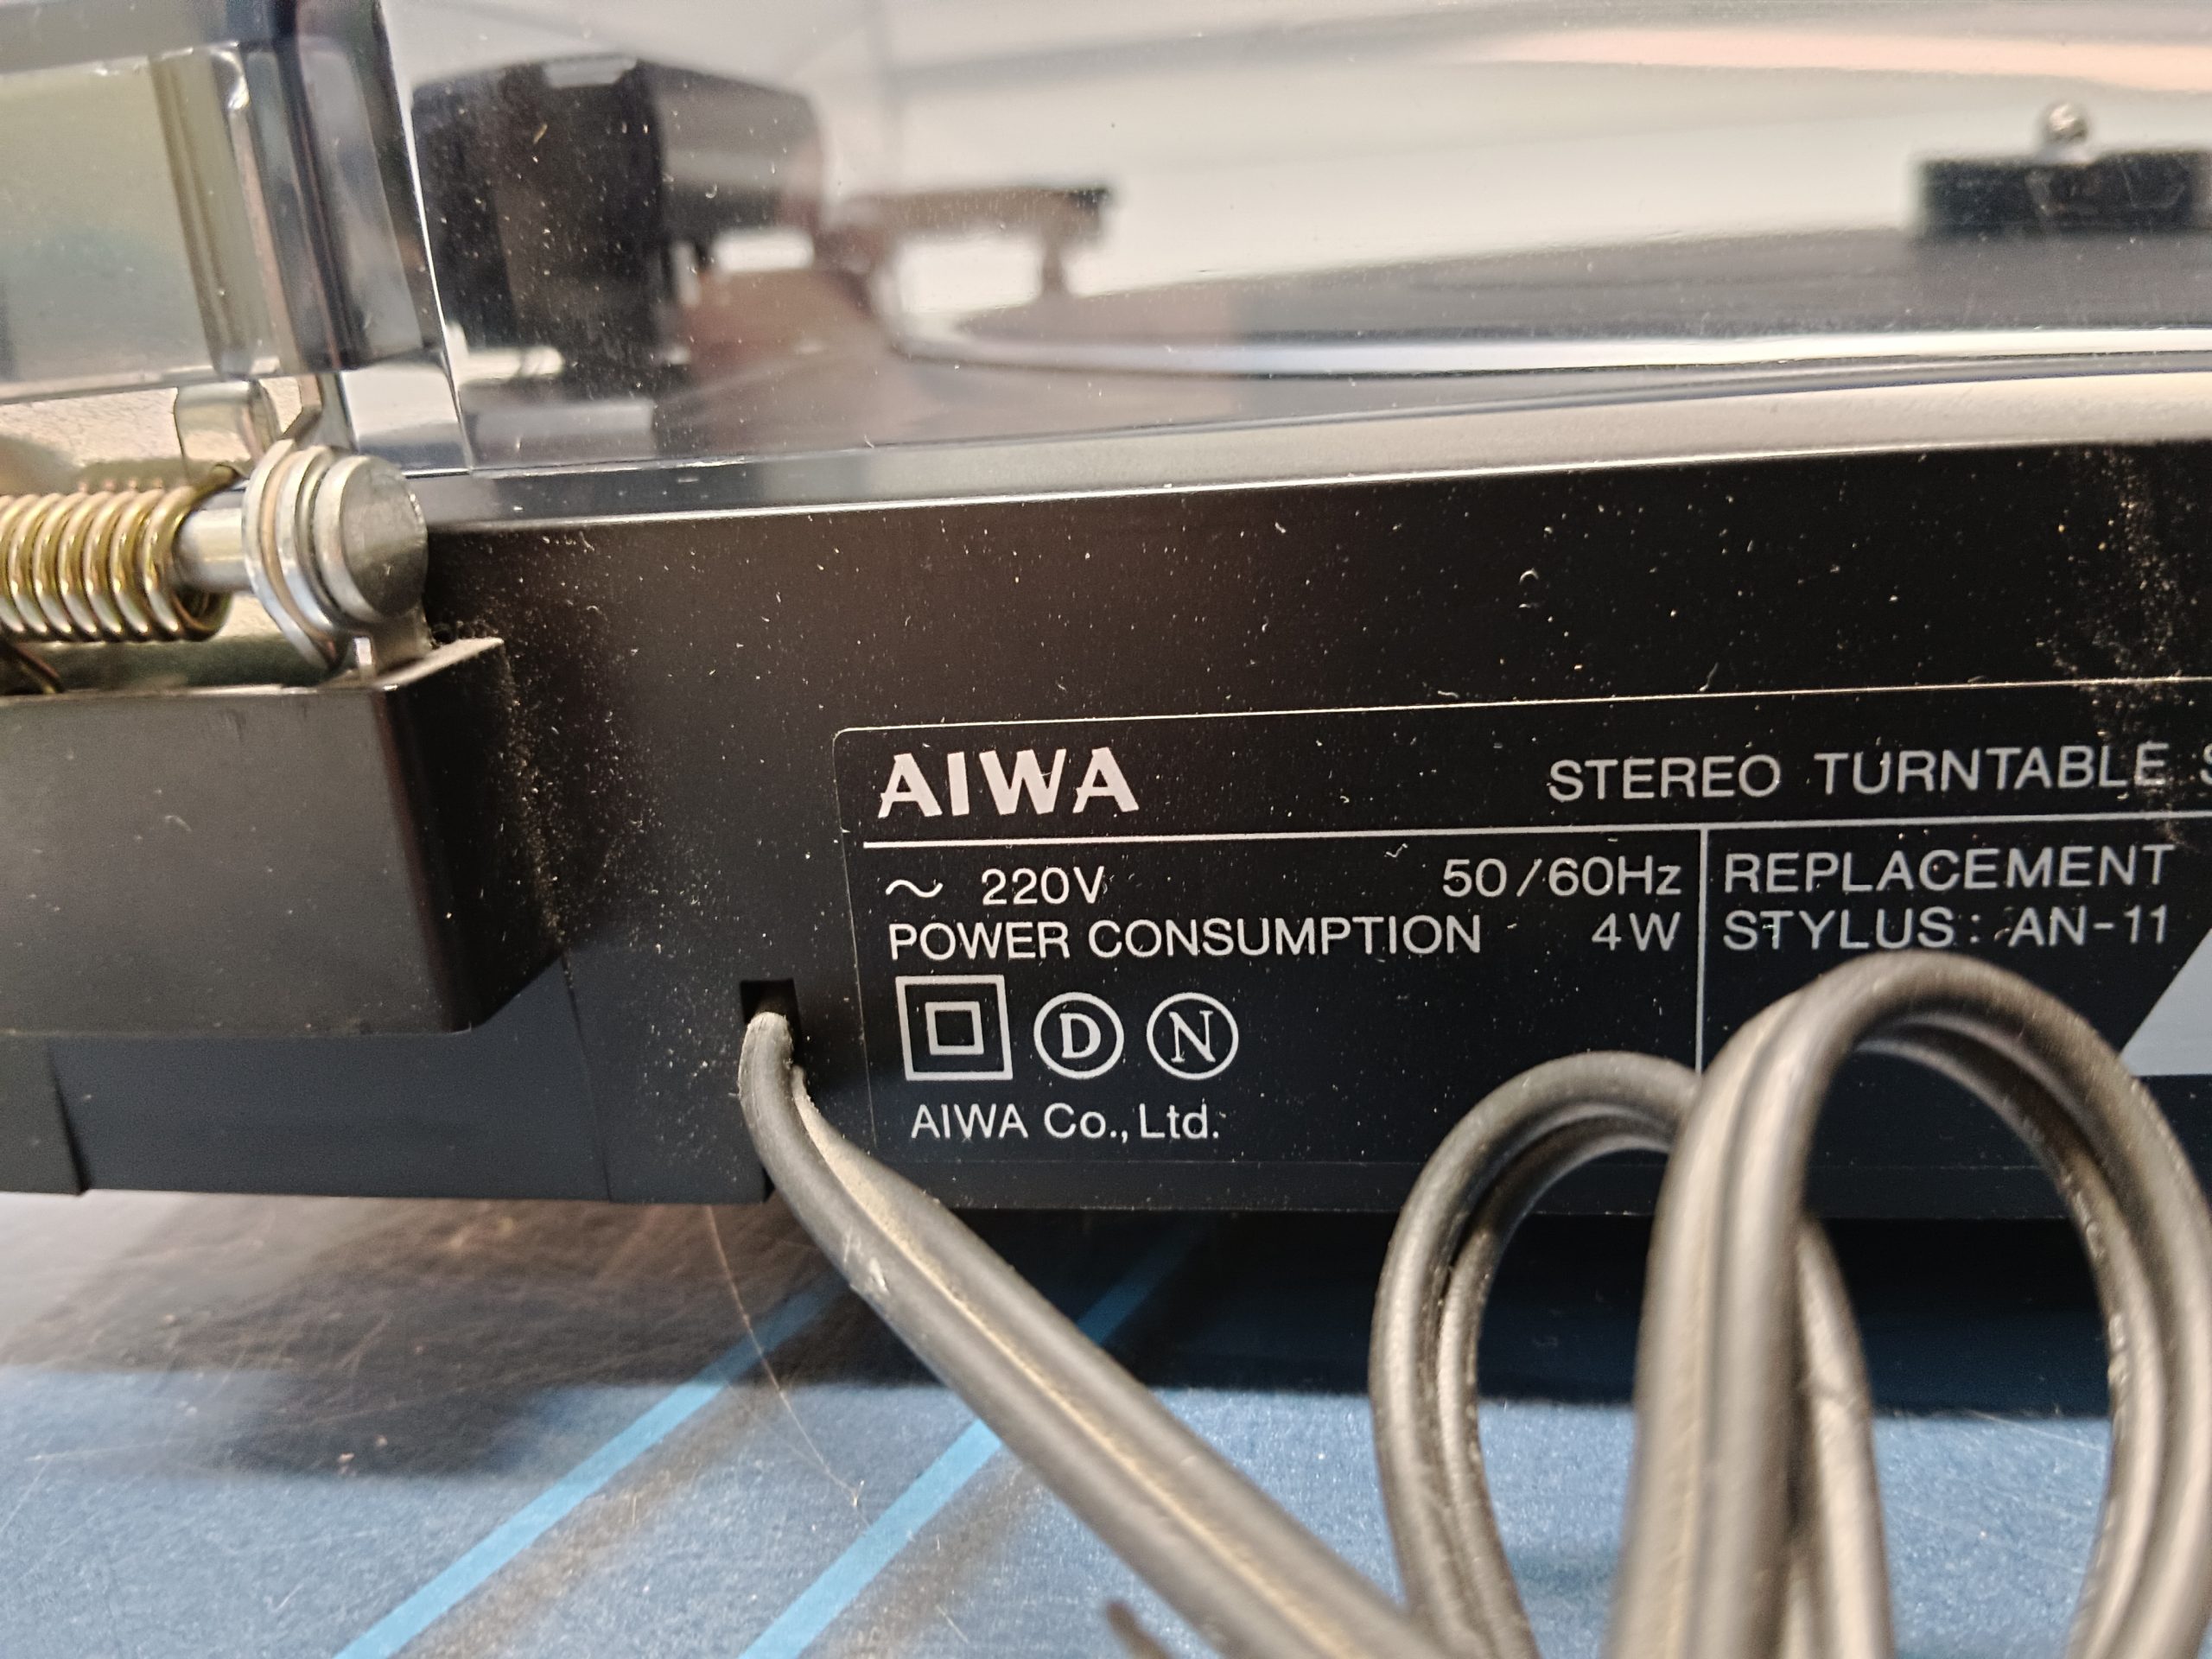 AIWA
STEREO TURNTABLE S
~ 220V 50/60Hz
POWER CONSUMPTION 4W
REPLACEMENT
STYLUS: AN-11
D N
AIWA Co., Ltd.